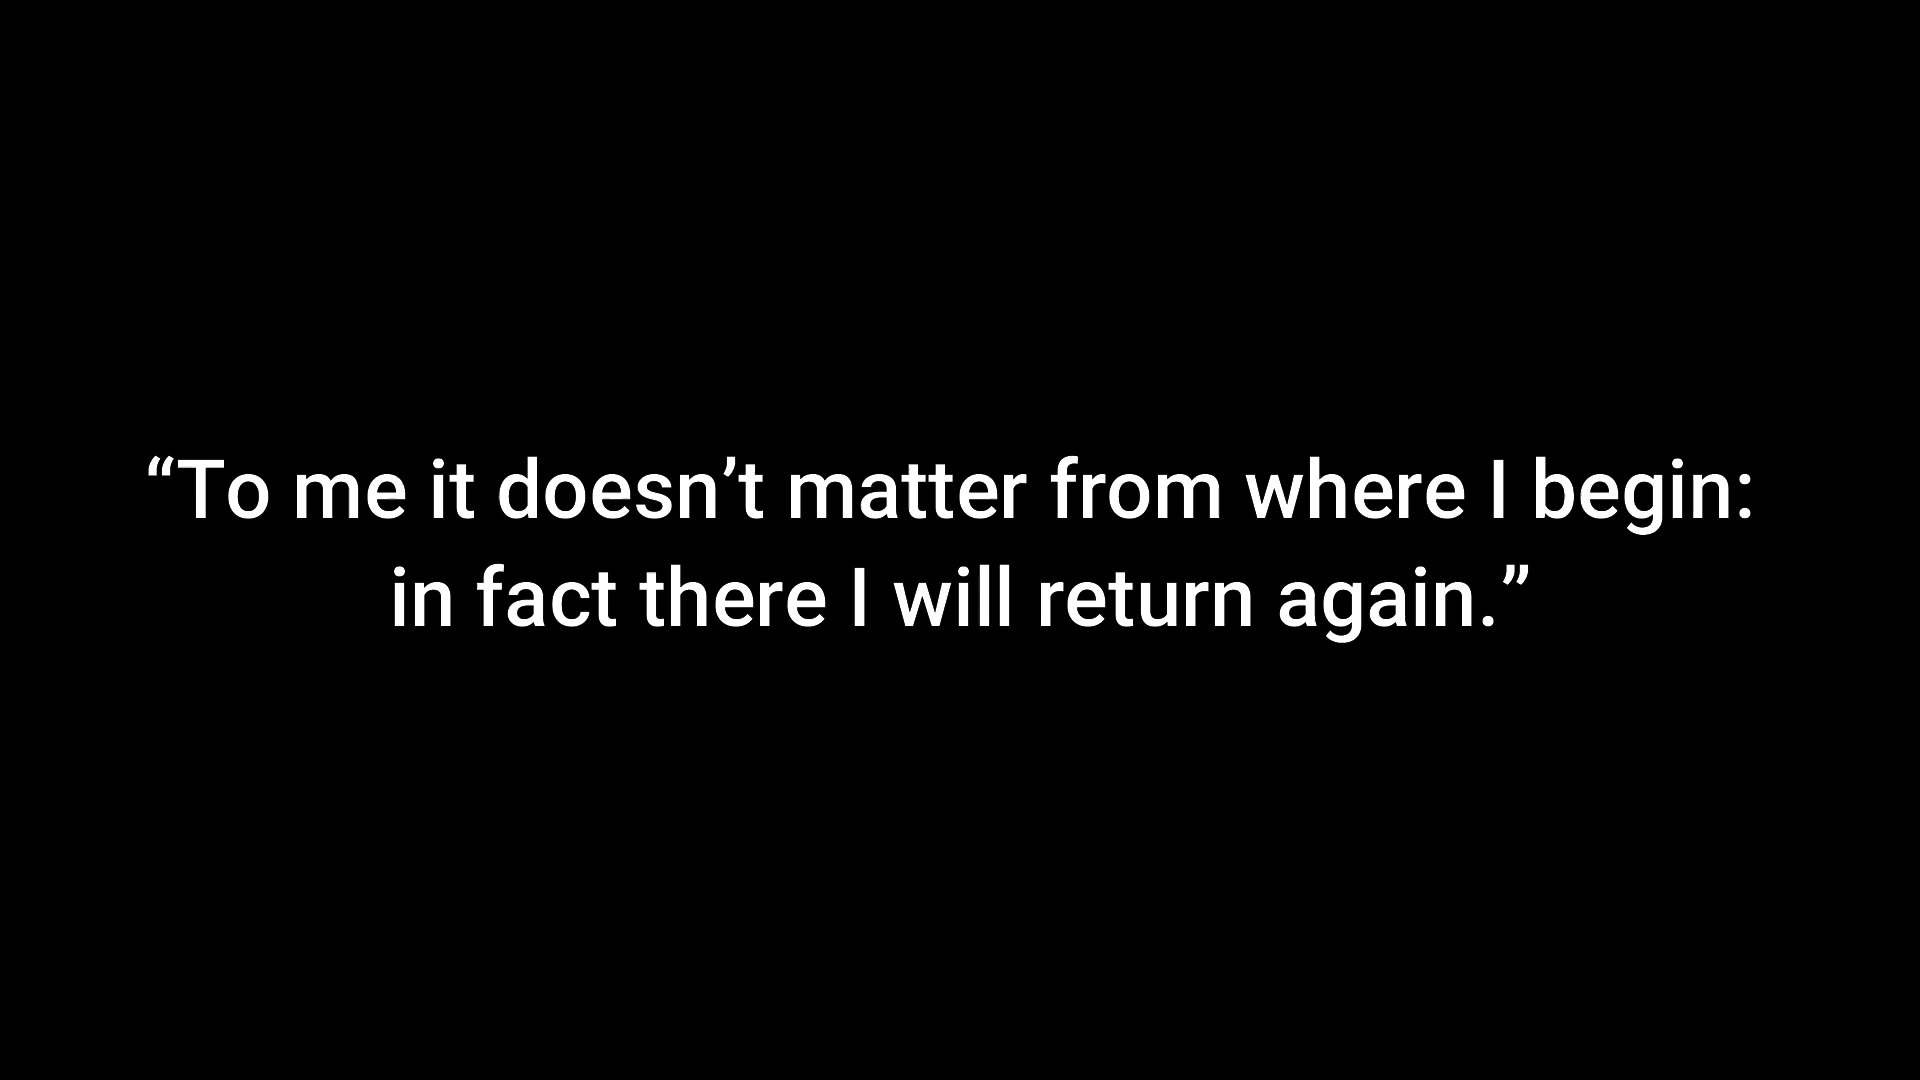 “To me it doesn’t matter from where I begin:
in fact there I will return again.”